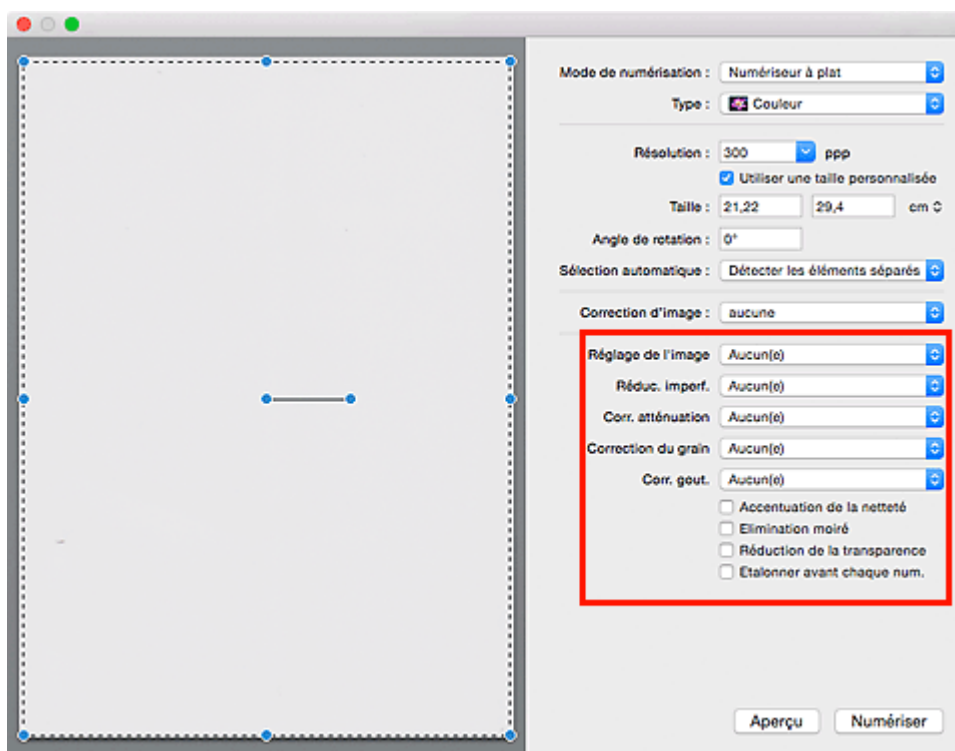 Mode de numérisation : Numériseur à plat
Type : Couleur
Résolution : 300 ppp
Utiliser une taille personnalisée
Taille : 21,22 29,4 cm
Angle de rotation : 0°
Sélection automatique : Détecter les éléments séparés
Correction d'image : aucune
Réglage de l'image Aucun(e)
Réduc. imperf. Aucun(e)
Corr. atténuation Aucun(e)
Correction du grain Aucun(e)
Corr. gout. Aucun(e)
Accentuation de la netteté
Elimination moiré
Réduction de la transparence
Etalonner avant chaque num.
Aperçu Numériser